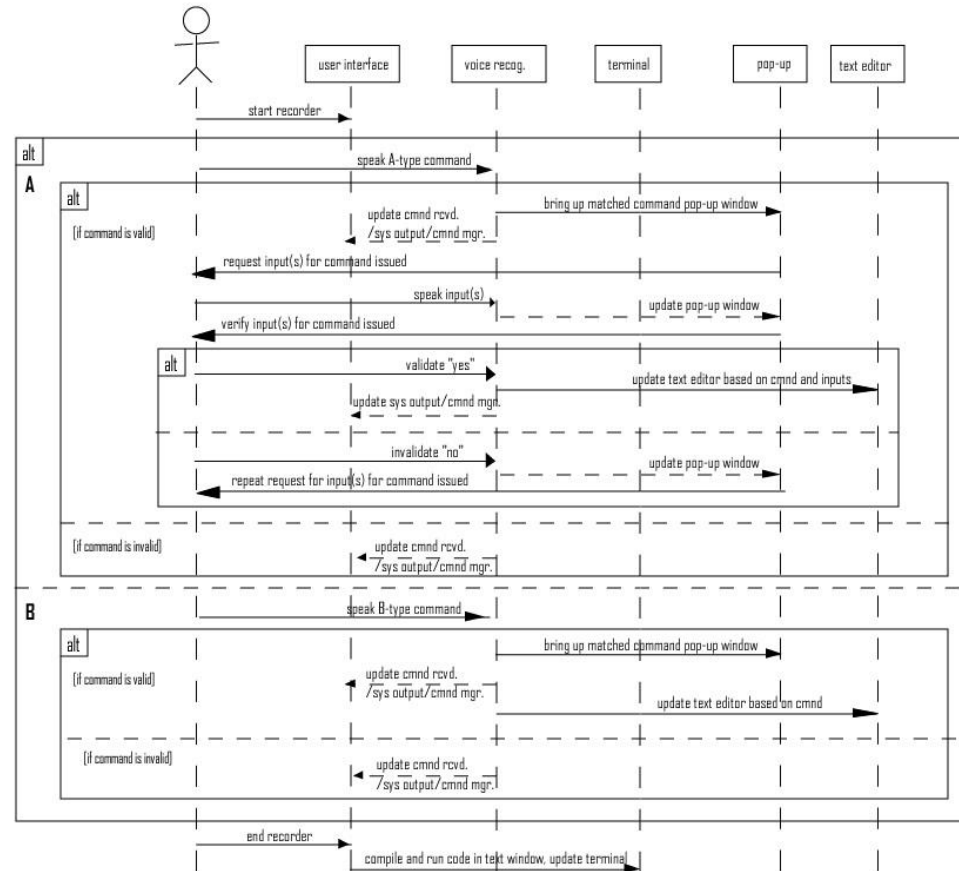 user interface
voice recog.
terminal
pop-up
text editor
start recorder
alt
speak A-type command
A
alt
bring up matched command pop-up window
update cmnd rcvd.
[if command is valid]
/sys output/cmnd mgr.
request input(s) for command issued
speak input(s)
update pop-up window
verify input(s) for command issued
alt
validate "yes"
update text editor based on cmnd and inputs
update sys output/cmnd mgr.
invalidate "no"
update pop-up window
repeat request for input(s) for command issued
[if command is invalid]
update cmnd rcvd.
/sys output/cmnd mgr.
B
speak B-type command
alt
bring up matched command pop-up window
[if command is valid]
update cmnd rcvd.
/sys output/cmnd mgr.
update text editor based on cmnd
[if command is invalid]
update cmnd rcvd.
/sys output/cmnd mgr.
end recorder
compile and run code in text window, update terminal